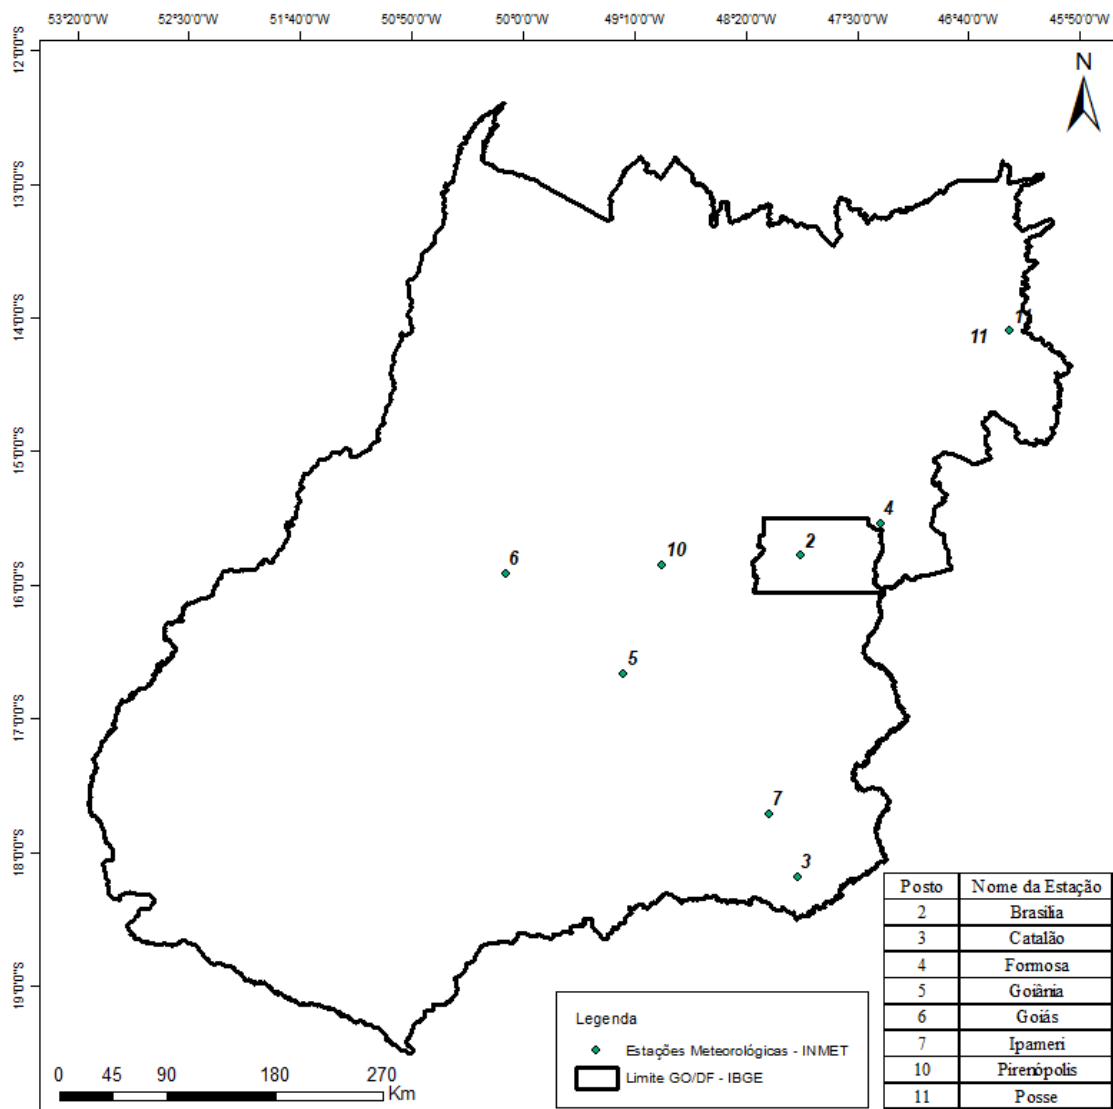 53°20'0"W 52°30'0"W 51°40'0"W 50°50'0"W 50°0'0"W 49°10'0"W 48°20'0"W 47°30'0"W 46°40'0"W 45°50'0"W
12°0'0"S
13°0'0"S
14°0'0"S
15°0'0"S
16°0'0"S
17°0'0"S
18°0'0"S
19°0'0"S
N
1
11
4
2
10
6
5
7
3
Posto Nome da Estação
2 Brasilia
3 Catalão
4 Formosa
5 Goiânia
6 Goiás
7 Ipameri
10 Pirenópolis
11 Posse
Legenda
Estações Meteorológicas - INMET
Limite GO/DF - IBGE
0 45 90 180 270
Km